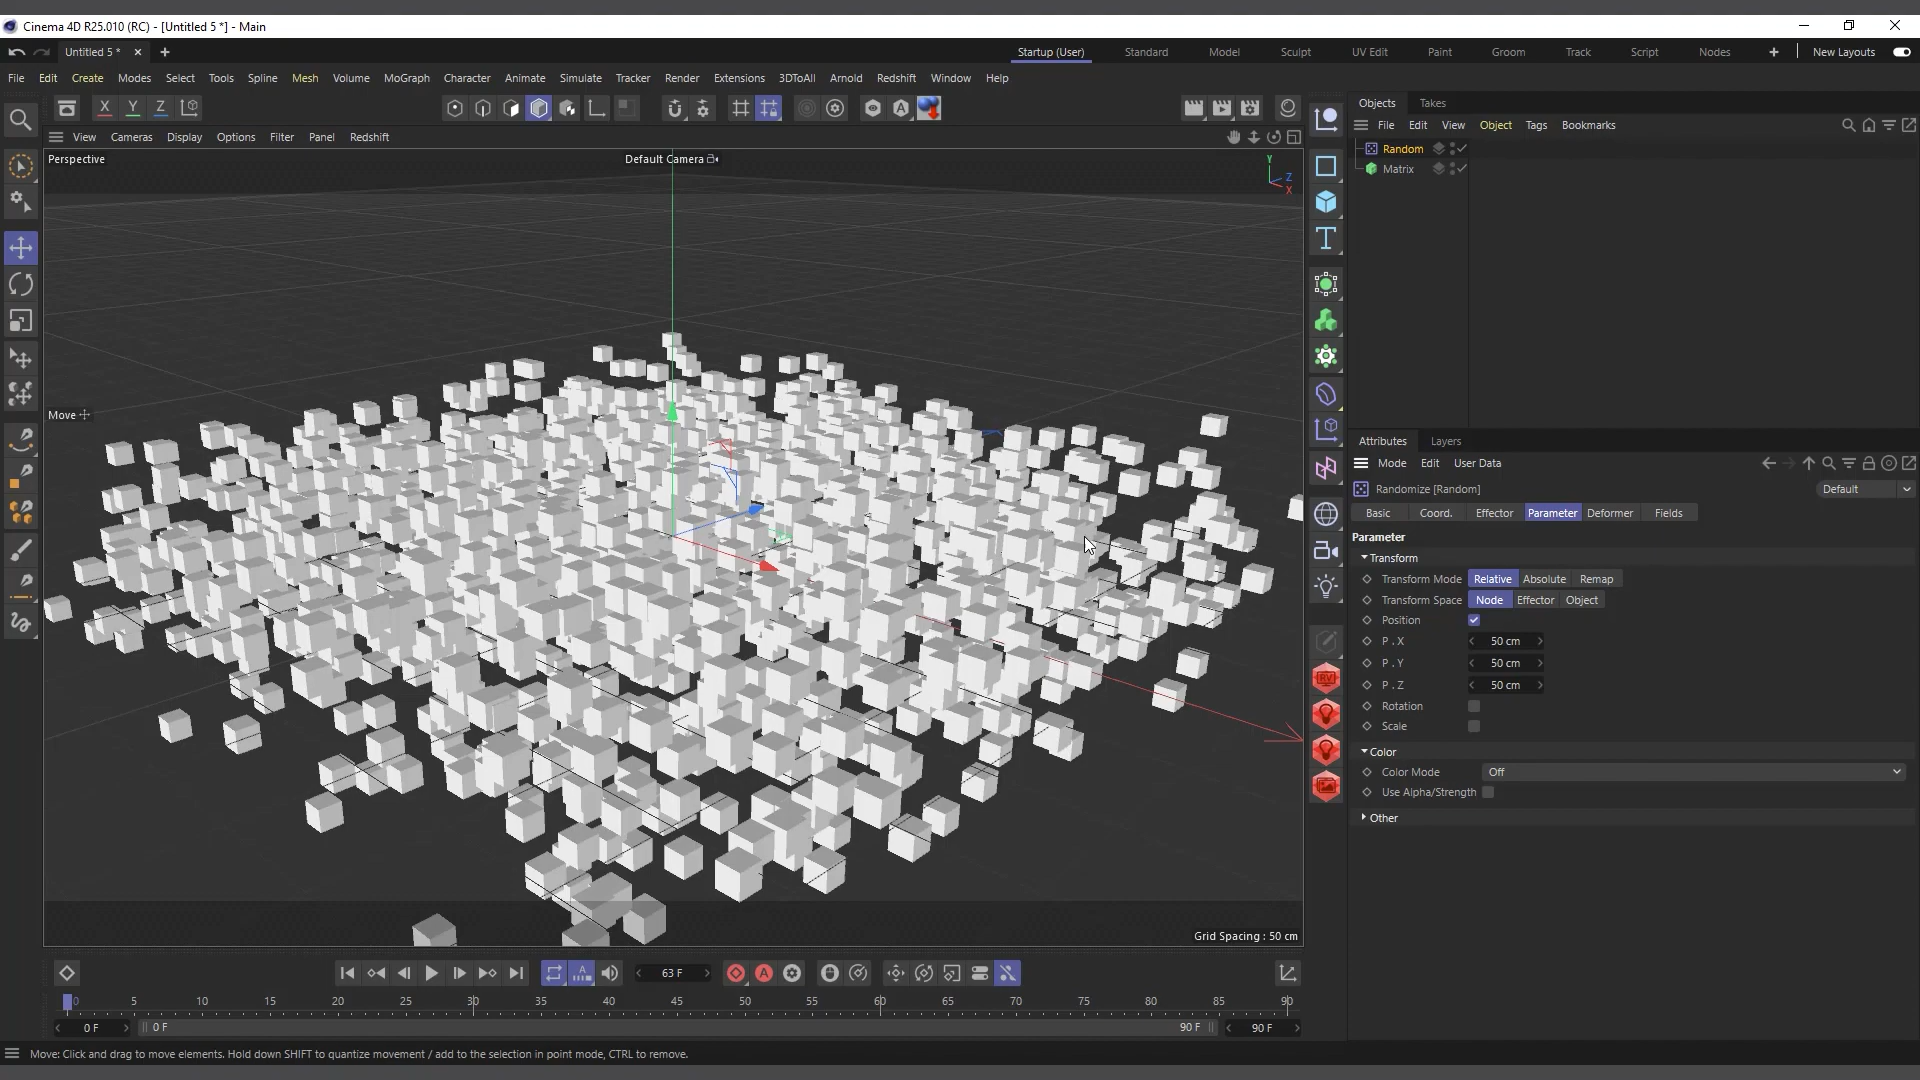 Cinema 4D R25.010 (RC) - [Untitled 5 *] - Main
Untitled 5 *
Startup (User) Standard Model Sculpt UV Edit Paint Groom Track Script Nodes New Layouts
File Edit Create Modes Select Tools Spline Mesh Volume MoGraph Character Animate Simulate Tracker Render Extensions 3DToAll Arnold Redshift Window Help
X Y Z
View Cameras Display Options Filter Panel Redshift
Perspective
Default Camera
Y
Z
X
Move
Grid Spacing : 50 cm
Objects Takes
File Edit View Object Tags Bookmarks
Random
Matrix
Attributes Layers
Mode Edit User Data
Randomize [Random] Default
Basic Coord. Effector Parameter Deformer Fields
Parameter
Transform
Transform Mode Relative Absolute Remap
Transform Space Node Effector Object
Position
P . X 50 cm
P . Y 50 cm
P . Z 50 cm
Rotation
Scale
Color
Color Mode Off
Use Alpha/Strength
Other
63 F
0 5 10 15 20 25 30 35 40 45 50 55 60 65 70 75 80 85 90
0 F 0 F 90 F 90 F
Move: Click and drag to move elements. Hold down SHIFT to quantize movement / add to the selection in point mode, CTRL to remove.